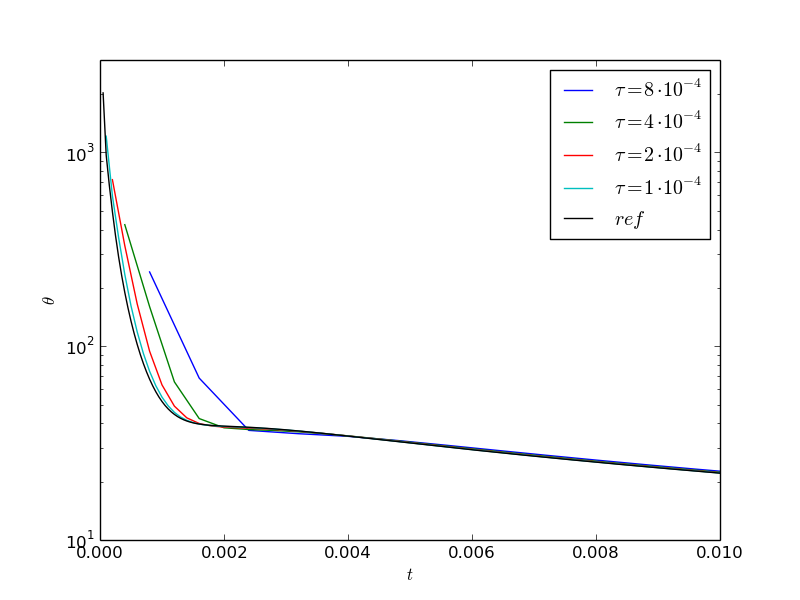 τ = 8 · 10⁻⁴
τ = 4 · 10⁻⁴
τ = 2 · 10⁻⁴
τ = 1 · 10⁻⁴
ref
10³
θ
10²
10¹
0.000 0.002 0.004 0.006 0.008 0.010
t